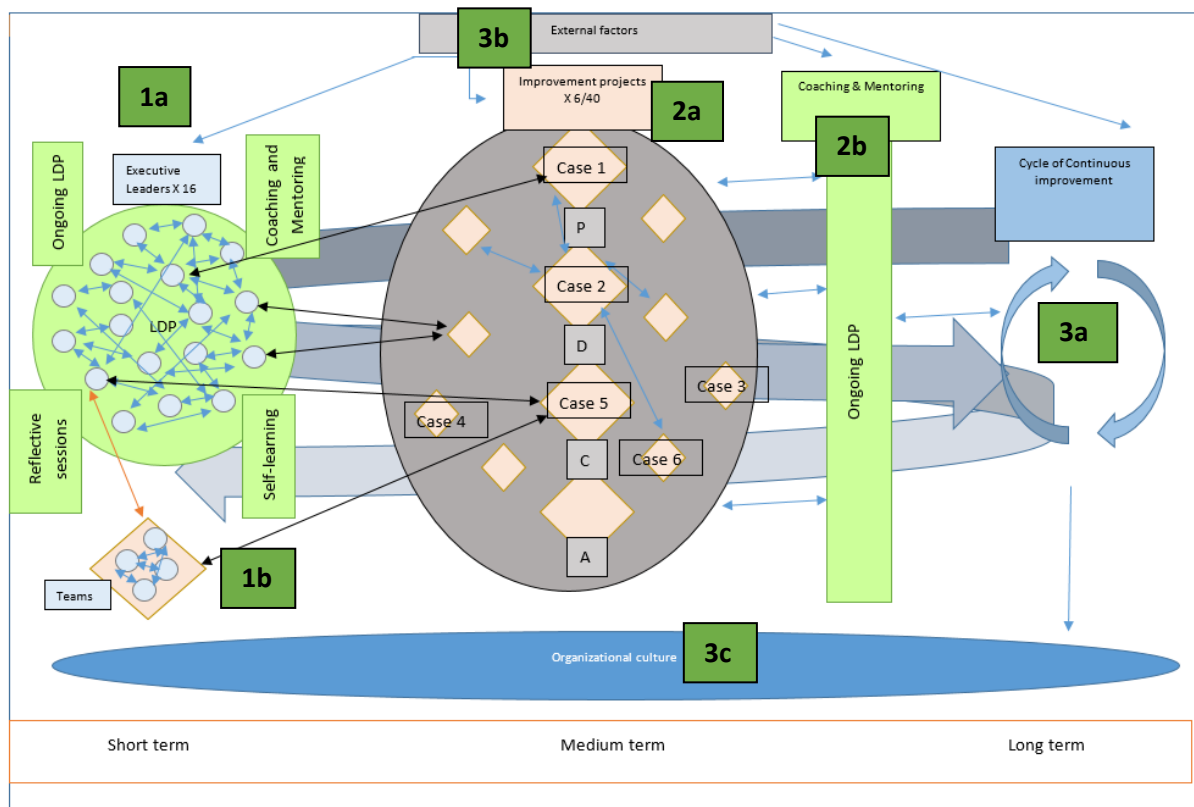 External factors
3b
1a
Improvement projects
X 6/40
2a
Coaching & Mentoring
2b
Cycle of Continuous
improvement
Ongoing LDP
Executive
Leaders X 16
Coaching and
Mentoring
Case 1
P
Case 2
LDP
D
Case 3
3a
Ongoing LDP
Case 5
Case 4
C
Case 6
Reflective
sessions
Self-learning
A
1b
Teams
Organizational culture
3c
Short term
Medium term
Long term